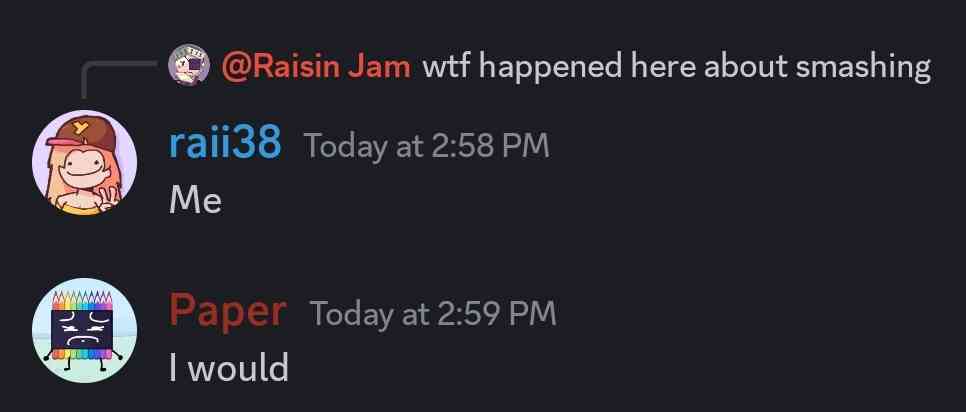 @Raisin Jam wtf happened here about smashing
raii38 Today at 2:58 PM
Me
Paper Today at 2:59 PM
I would